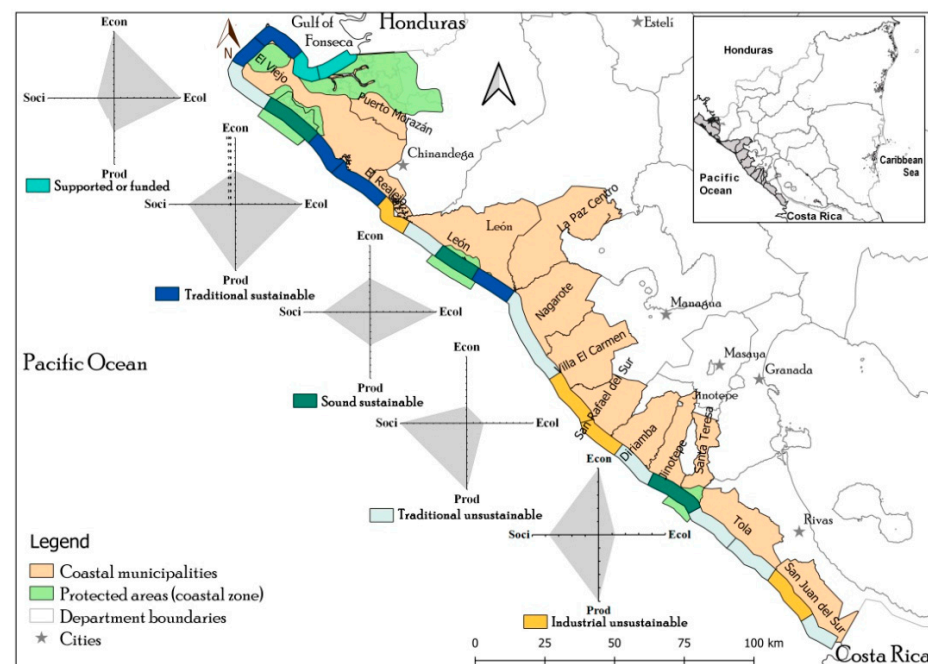 Honduras
Gulf of
Fonseca
Estelí
N
El Viejo
Puerto Morazán
Chinandega
El Realejo
León
León
La Paz Centro
Nagarote
Villa El Carmen
San Rafael del Sur
Diriamba
Jinotepe
Jinotepe
Santa Teresa
Tola
San Juan del Sur
Managua
Masaya
Granada
Rivas
Costa Rica
Pacific Ocean
Honduras
Pacific
Ocean
Caribbean
Sea
Costa Rica
Econ
Soci
Ecol
Prod
Supported or funded
Econ
Soci
Ecol
Prod
Traditional sustainable
Econ
Soci
Ecol
Prod
Sound sustainable
Econ
Soci
Ecol
Prod
Traditional unsustainable
Econ
Soci
Ecol
Prod
Industrial unsustainable
Legend
Coastal municipalities
Protected areas (coastal zone)
Department boundaries
Cities
0 25 50 75 100 km